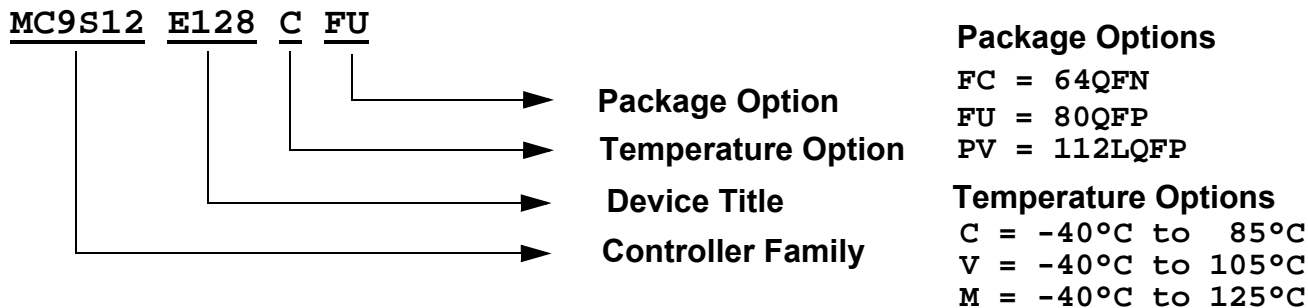 MC9S12 E128 C FU
Package Option
Temperature Option
Device Title
Controller Family
Package Options
FC = 64QFN
FU = 80QFP
PV = 112LQFP
Temperature Options
C = -40°C to 85°C
V = -40°C to 105°C
M = -40°C to 125°C